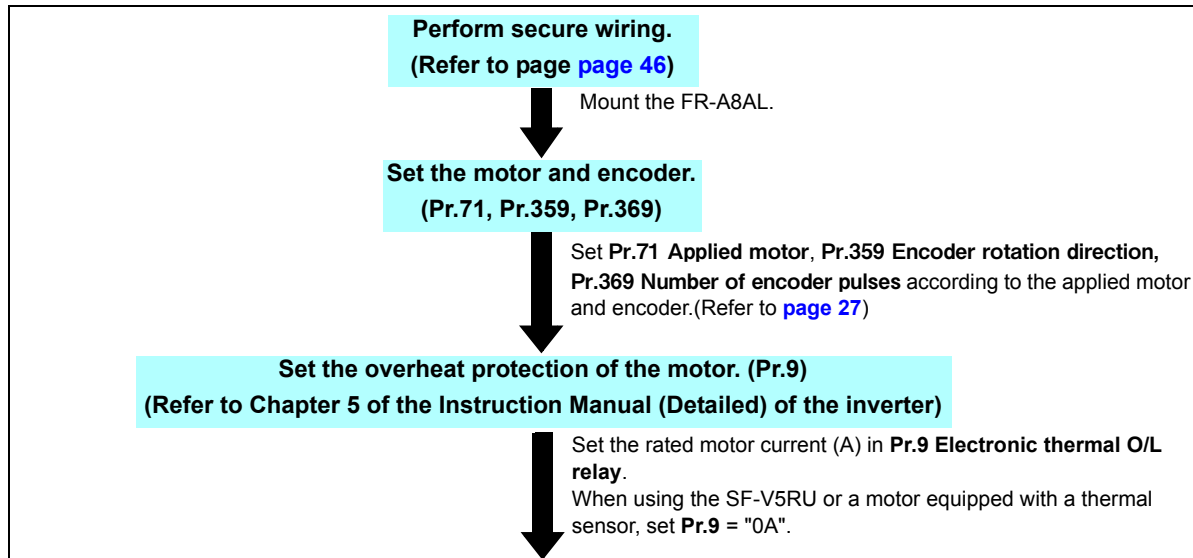 Perform secure wiring.
(Refer to page page 46)
Mount the FR-A8AL.
Set the motor and encoder.
(Pr.71, Pr.359, Pr.369)
Set Pr.71 Applied motor, Pr.359 Encoder rotation direction,
Pr.369 Number of encoder pulses according to the applied motor
and encoder.(Refer to page 27)
Set the overheat protection of the motor. (Pr.9)
(Refer to Chapter 5 of the Instruction Manual (Detailed) of the inverter)
Set the rated motor current (A) in Pr.9 Electronic thermal O/L
relay.
When using the SF-V5RU or a motor equipped with a thermal
sensor, set Pr.9 = "0A".